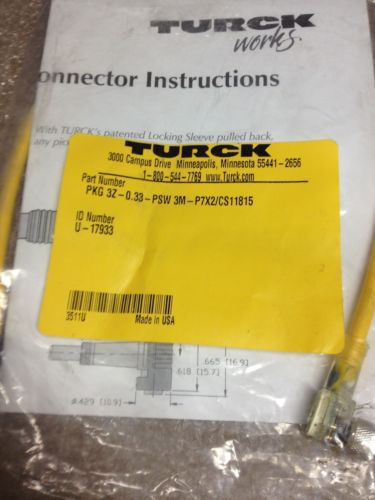 TURCK
works.
onnector Instructions
With TURCK's patented Locking Sleeve pulled back,
any pic
TURCK
3000 Campus Drive Minneapolis, Minnesota 55441-2656
1-800-544-7769 www.Turck.com
Part Number
PKG 3Z-0.33-PSW 3M-P7X2/CS11815
ID Number
U-17933
3511U
Made in USA
.665 [16.9]
.618 [15.7]
ø.429 [10.9]